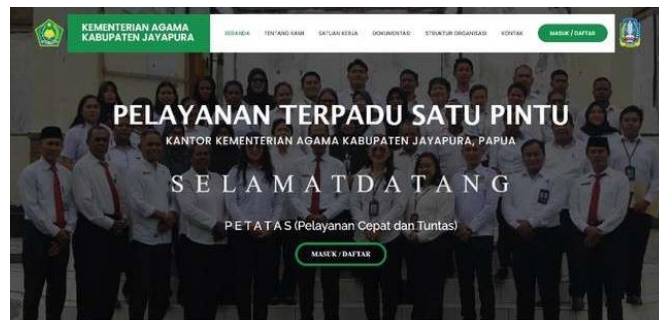 KEMENTERIAN AGAMA
KABUPATEN JAYAPURA
BERANDA TENTANG KAMI SATUAN KERJA DOKUMENTASI STRUKTUR ORGANISASI KONTAK MASUK / DAFTAR
PELAYANAN TERPADU SATU PINTU
KANTOR KEMENTERIAN AGAMA KABUPATEN JAYAPURA, PAPUA
S E L A M A T D A T A N G
P E T A T A S (Pelayanan Cepat dan Tuntas)
MASUK / DAFTAR